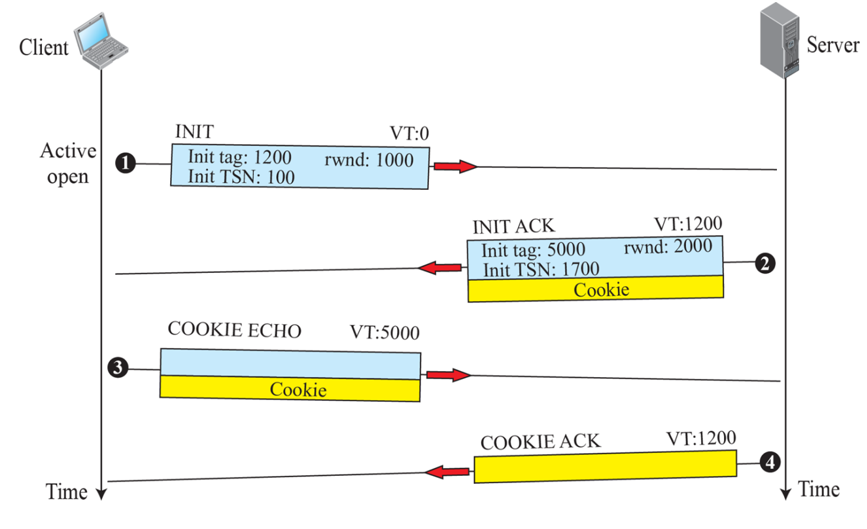 Client
Server
INIT VT:0
Active
open
1
Init tag: 1200 rwnd: 1000
Init TSN: 100
INIT ACK VT:1200
Init tag: 5000 rwnd: 2000
Init TSN: 1700
Cookie
2
COOKIE ECHO VT:5000
3
Cookie
COOKIE ACK VT:1200
4
Time
Time